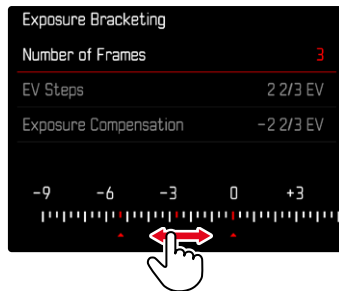 Exposure Bracketing
Number of Frames 3
EV Steps 2 2/3 EV
Exposure Compensation -2 2/3 EV
-9 -6 -3 0 +3